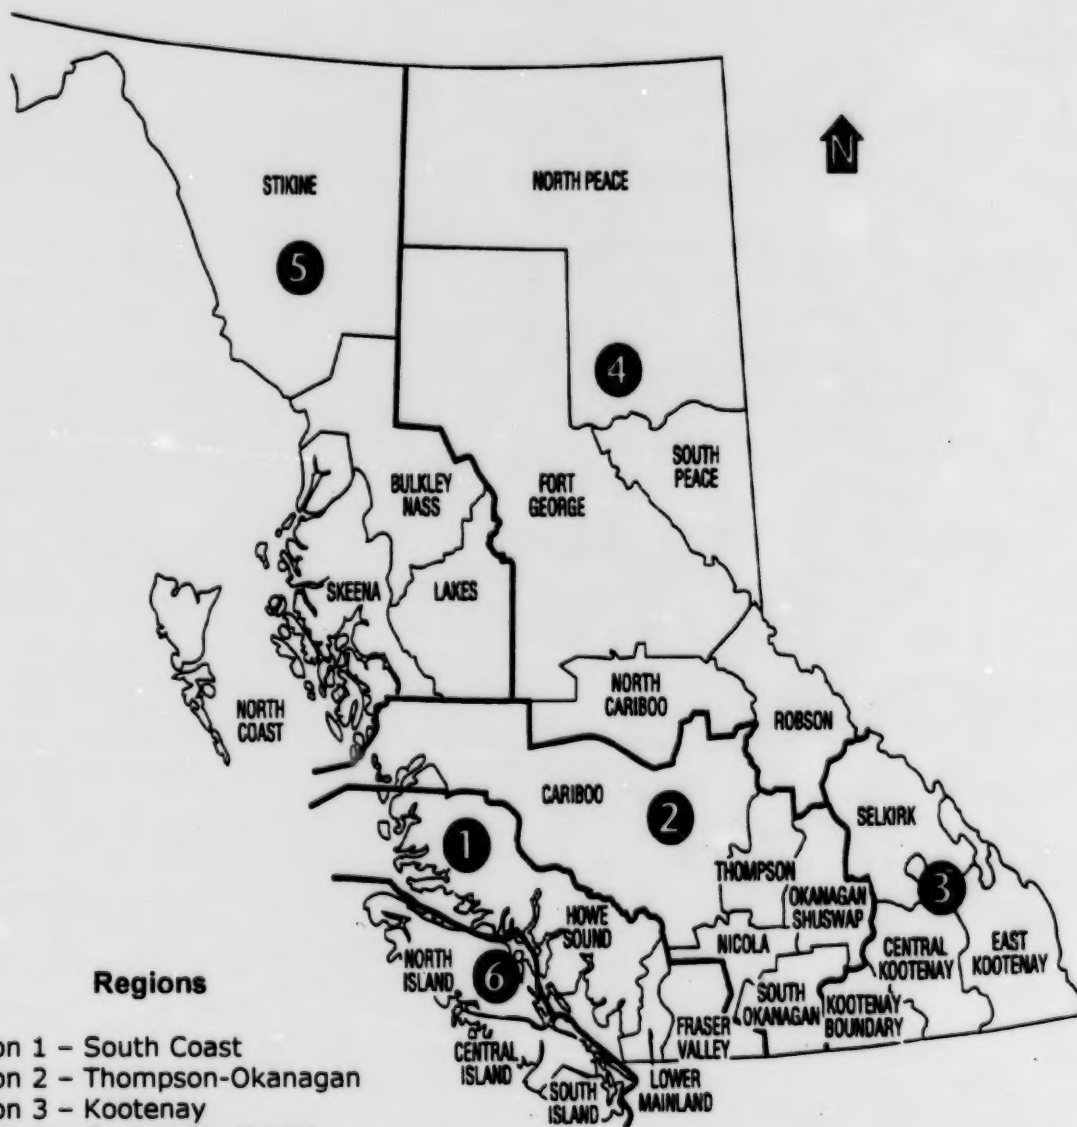 N
STIKINE
NORTH PEACE
5
4
SOUTH
PEACE
BULKLEY
NASS
FORT
GEORGE
SKEENA
LAKES
NORTH
CARIBOO
NORTH
COAST
ROBSON
CARIBOO
2
SELKIRK
1
THOMPSON
3
OKANAGAN
SHUSWAP
HOWE
SOUND
NICOLA
CENTRAL
KOOTENAY
EAST
KOOTENAY
NORTH
ISLAND
6
SOUTH
OKANAGAN
KOOTENAY
BOUNDARY
FRASER
VALLEY
CENTRAL
ISLAND
LOWER
MAINLAND
SOUTH
ISLAND
Regions
on 1 – South Coast
on 2 – Thompson-Okanagan
on 3 – Kootenay